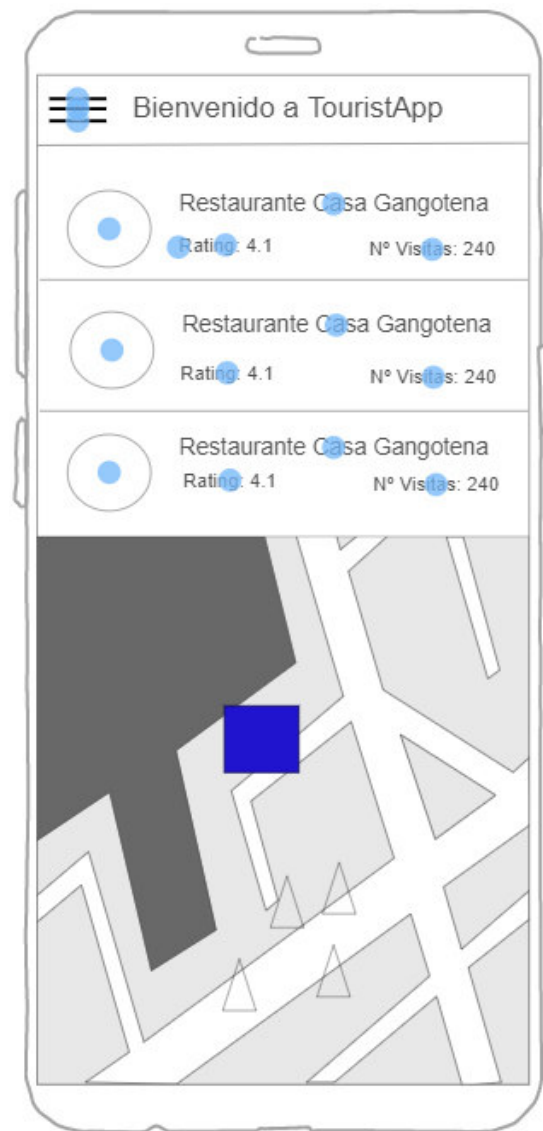 Bienvenido a TouristApp
Restaurante Casa Gangotena
Rating: 4.1 Nº Visitas: 240
Restaurante Casa Gangotena
Rating: 4.1 Nº Visitas: 240
Restaurante Casa Gangotena
Rating: 4.1 Nº Visitas: 240